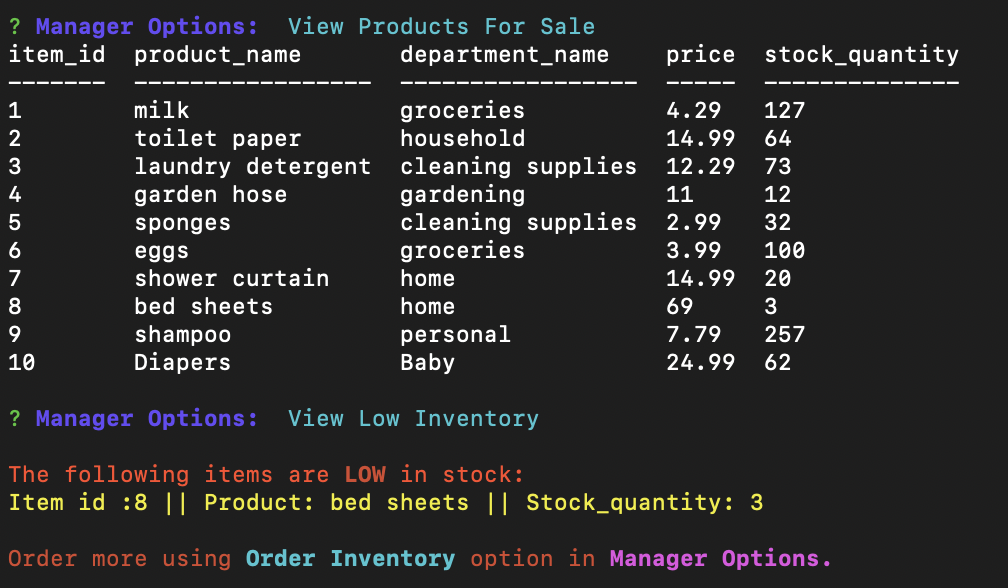 ? Manager Options:  View Products For Sale
item_id  product_name       department_name    price  stock_quantity
-------  -----------------  -----------------  -----  --------------
1        milk               groceries          4.29   127
2        toilet paper       household          14.99  64
3        laundry detergent  cleaning supplies  12.29  73
4        garden hose        gardening          11     12
5        sponges            cleaning supplies  2.99   32
6        eggs               groceries          3.99   100
7        shower curtain     home               14.99  20
8        bed sheets         home               69     3
9        shampoo            personal           7.79   257
10       Diapers            Baby               24.99  62
? Manager Options:  View Low Inventory
The following items are LOW in stock:
Item id :8 || Product: bed sheets || Stock_quantity: 3
Order more using Order Inventory option in Manager Options.